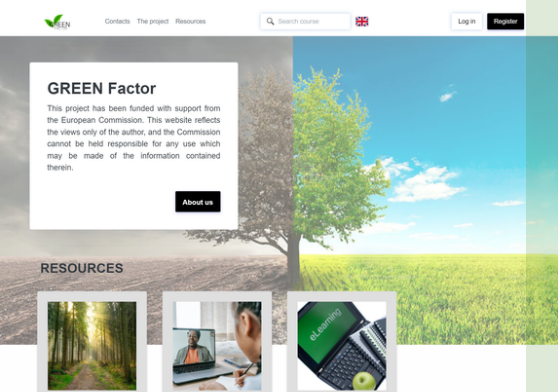 GREEN
Contacts The project Resources
Search course
Log in
Register
GREEN Factor
This project has been funded with support from
the European Commission. This website reflects
the views only of the author, and the Commission
cannot be held responsible for any use which
may be made of the information contained
therein.
About us
RESOURCES
eLearning